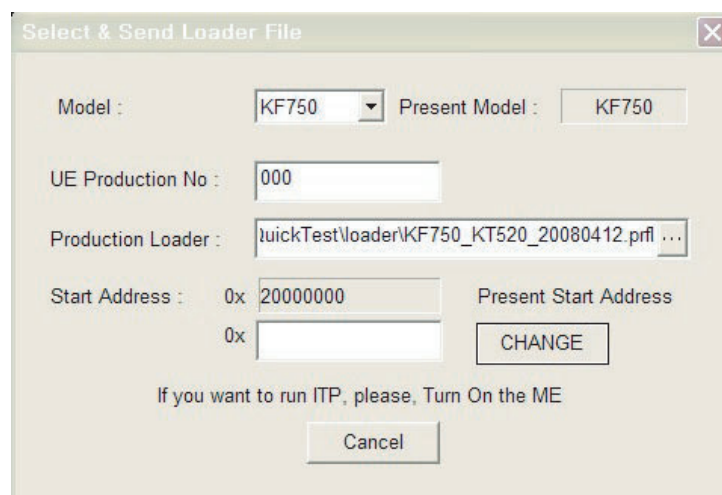 Select & Send Loader File
Model : KF750 Present Model : KF750
UE Production No : 000
Production Loader : uickTest\loader\KF750_KT520_20080412.prfl ...
Start Address : 0x 20000000 Present Start Address
0x CHANGE
If you want to run ITP, please, Turn On the ME
Cancel